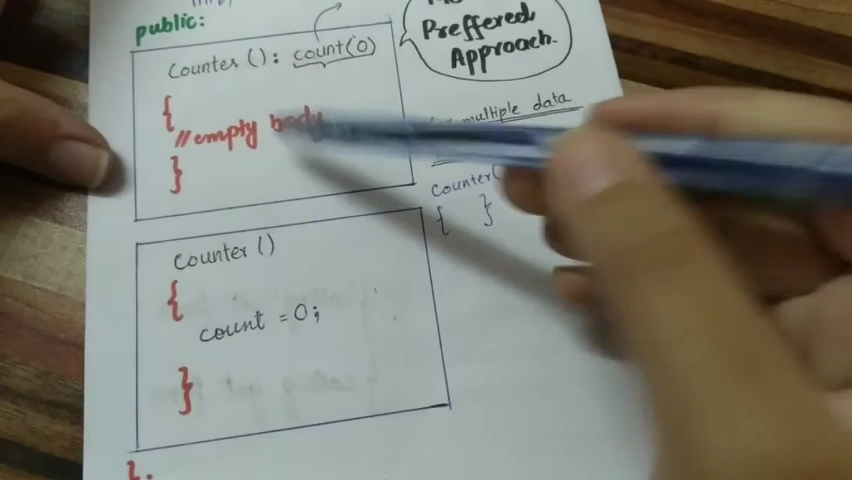 public:
Counter (): count(0)
{
//empty body
}
Preffered
Approach.
multiple data
counter(
{ }
Counter ()
{
count = 0;
}
}.